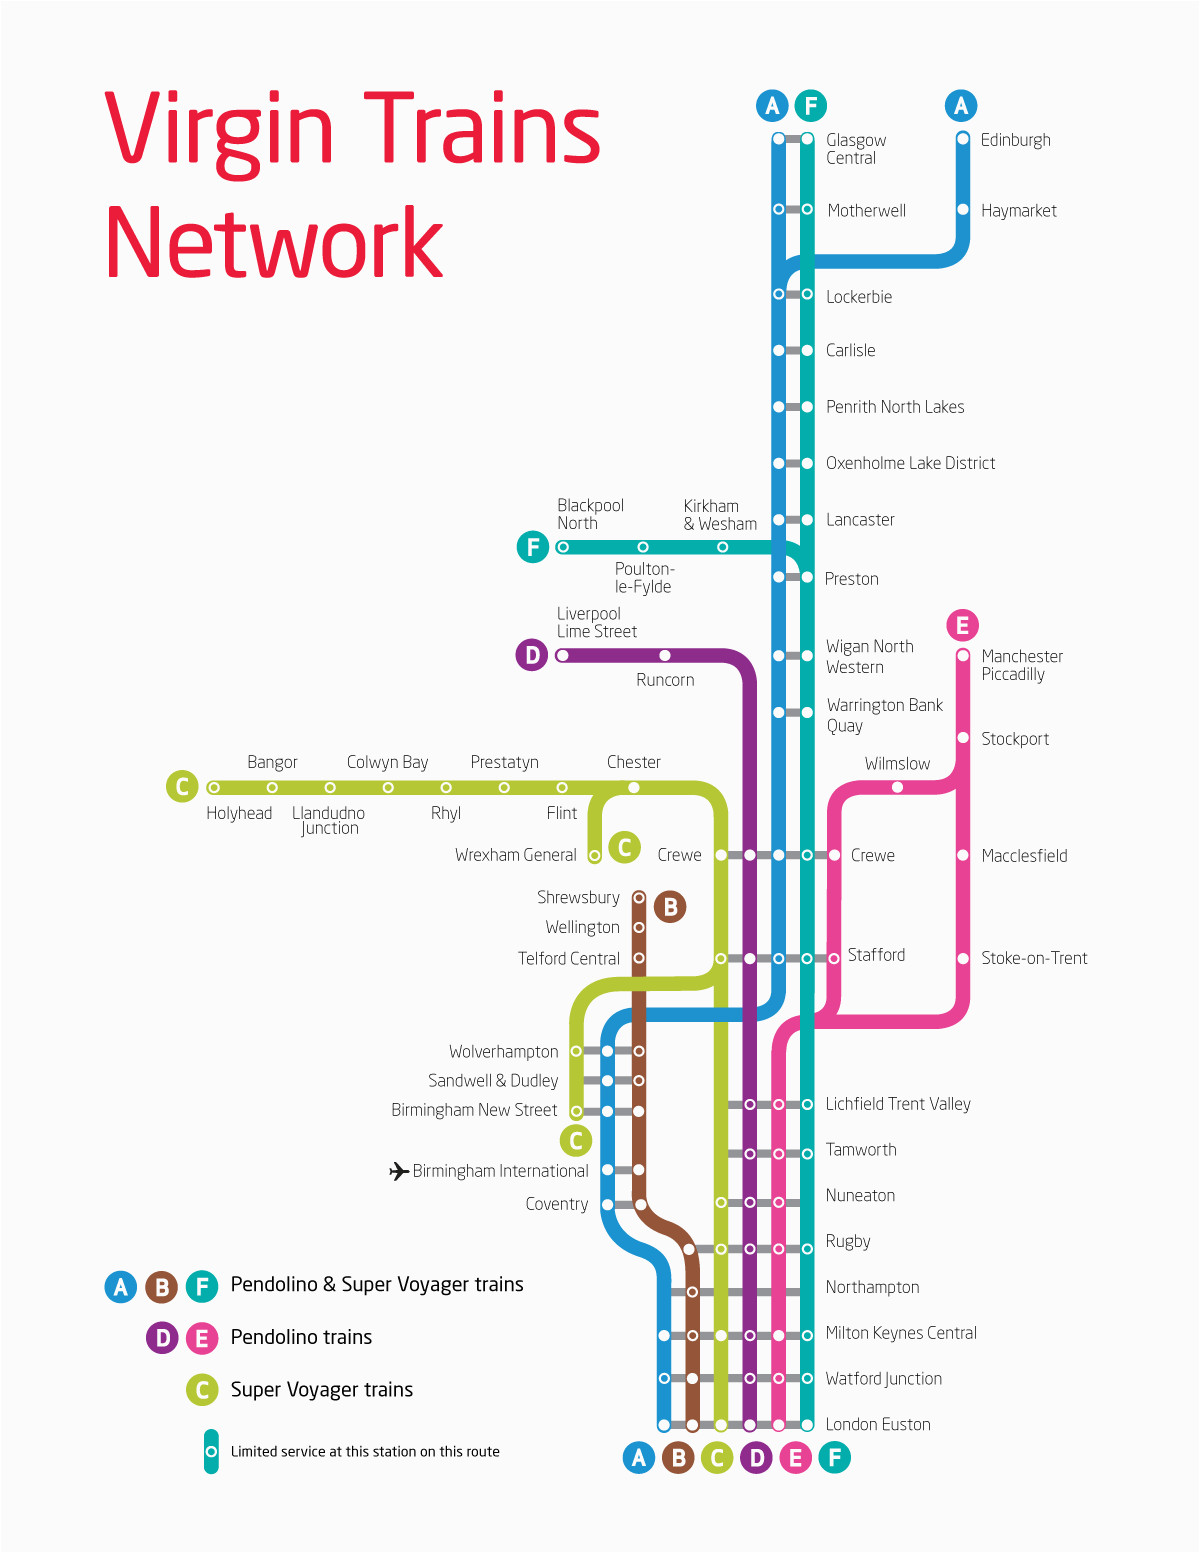 Virgin Trains
Network
A
F
A
Glasgow
Central
Edinburgh
Motherwell
Haymarket
Lockerbie
Carlisle
Penrith North Lakes
Oxenholme Lake District
Blackpool
North
Kirkham
& Wesham
Lancaster
F
Poulton-
le-Fylde
Preston
Liverpool
Lime Street
E
D
Runcorn
Wigan North
Western
Manchester
Piccadilly
Warrington Bank
Quay
Stockport
Bangor
Colwyn Bay
Prestatyn
Chester
Wilmslow
C
Holyhead
Llandudno
Junction
Rhyl
Flint
Wrexham General
C
Crewe
Crewe
Macclesfield
Shrewsbury
B
Wellington
Telford Central
Stafford
Stoke-on-Trent
Wolverhampton
Sandwell & Dudley
Birmingham New Street
Lichfield Trent Valley
C
Tamworth
Birmingham International
Coventry
Nuneaton
Rugby
Northampton
Milton Keynes Central
Watford Junction
London Euston
A B C D E F
A B F Pendolino & Super Voyager trains
D E Pendolino trains
C Super Voyager trains
Limited service at this station on this route